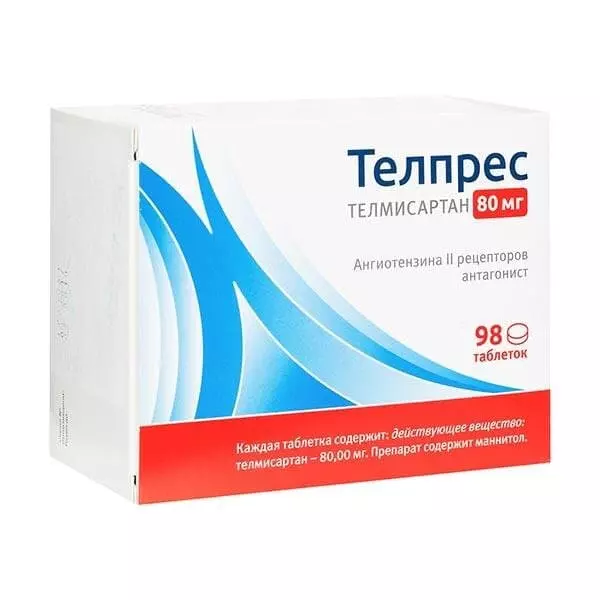 Телпрес
ТЕЛМИСАРТАН 80 мг
Ангиотензина II рецепторов
антагонист
98
таблеток
Каждая таблетка содержит: действующее вещество:
телмисартан – 80,00 мг. Препарат содержит маннитол.